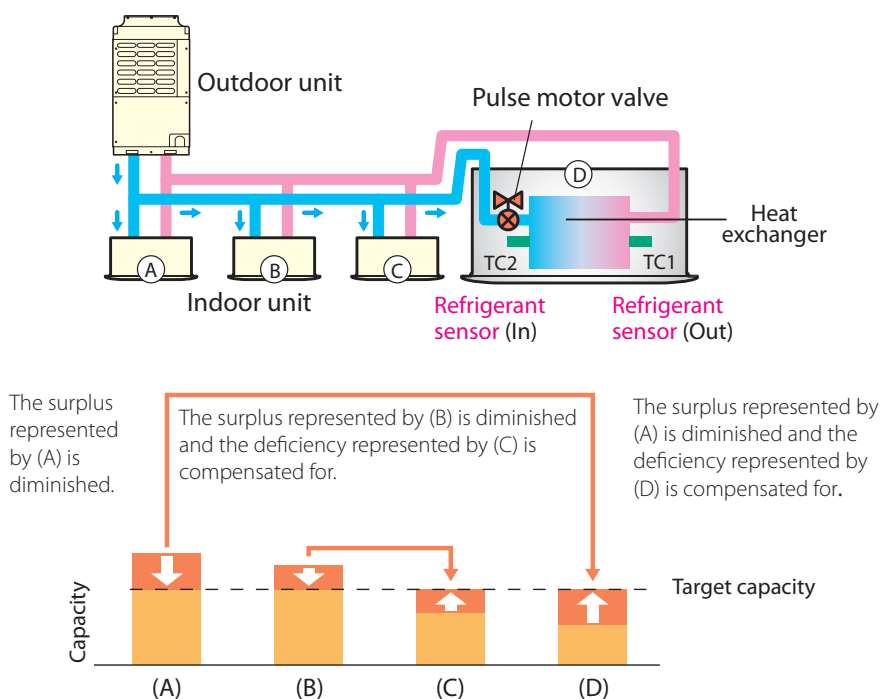 Outdoor unit
Pulse motor valve
D
Heat
exchanger
A
B
C
TC2
TC1
Indoor unit
Refrigerant
sensor (In)
Refrigerant
sensor (Out)
The surplus
represented
by (A) is
diminished.
The surplus represented by (B) is diminished
and the deficiency represented by (C) is
compensated for.
The surplus represented by
(A) is diminished and the
deficiency represented by
(D) is compensated for.
Target capacity
Capacity
(A)
(B)
(C)
(D)